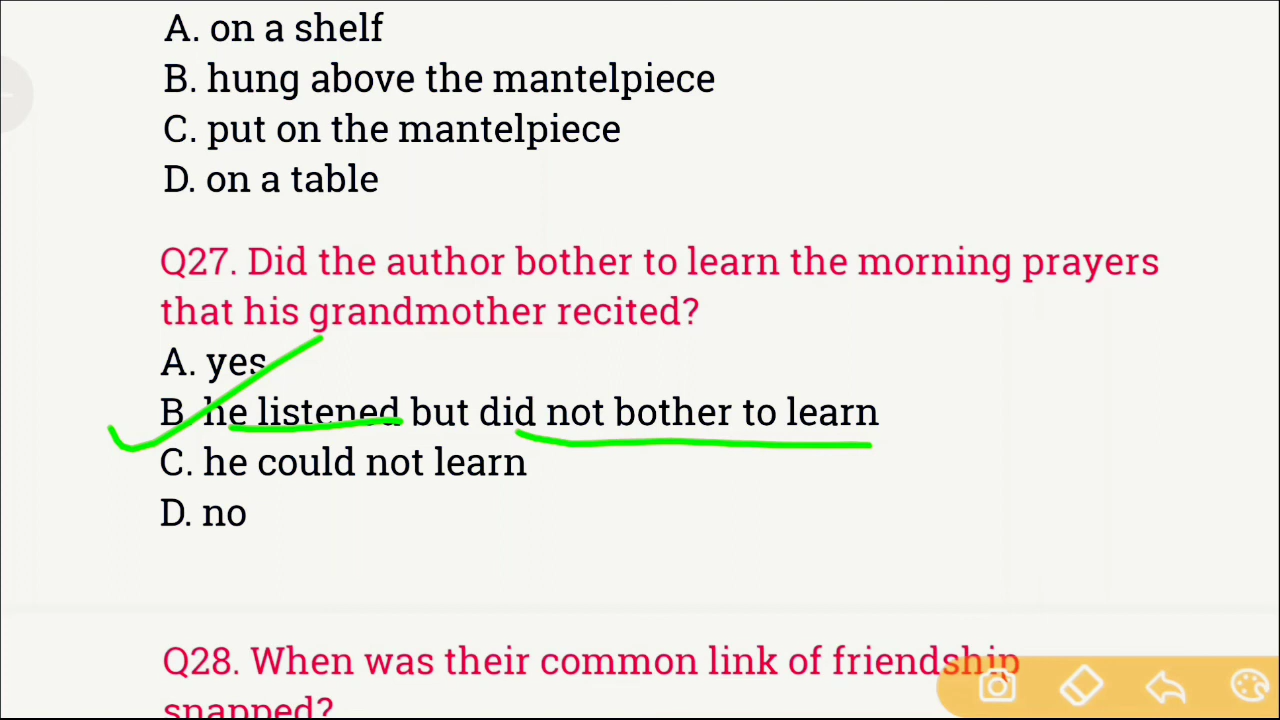 A. on a shelf
B. hung above the mantelpiece
C. put on the mantelpiece
D. on a table
Q27. Did the author bother to learn the morning prayers
that his grandmother recited?
A. yes
B. he listened but did not bother to learn
C. he could not learn
D. no
Q28. When was their common link of friendship
snapped?